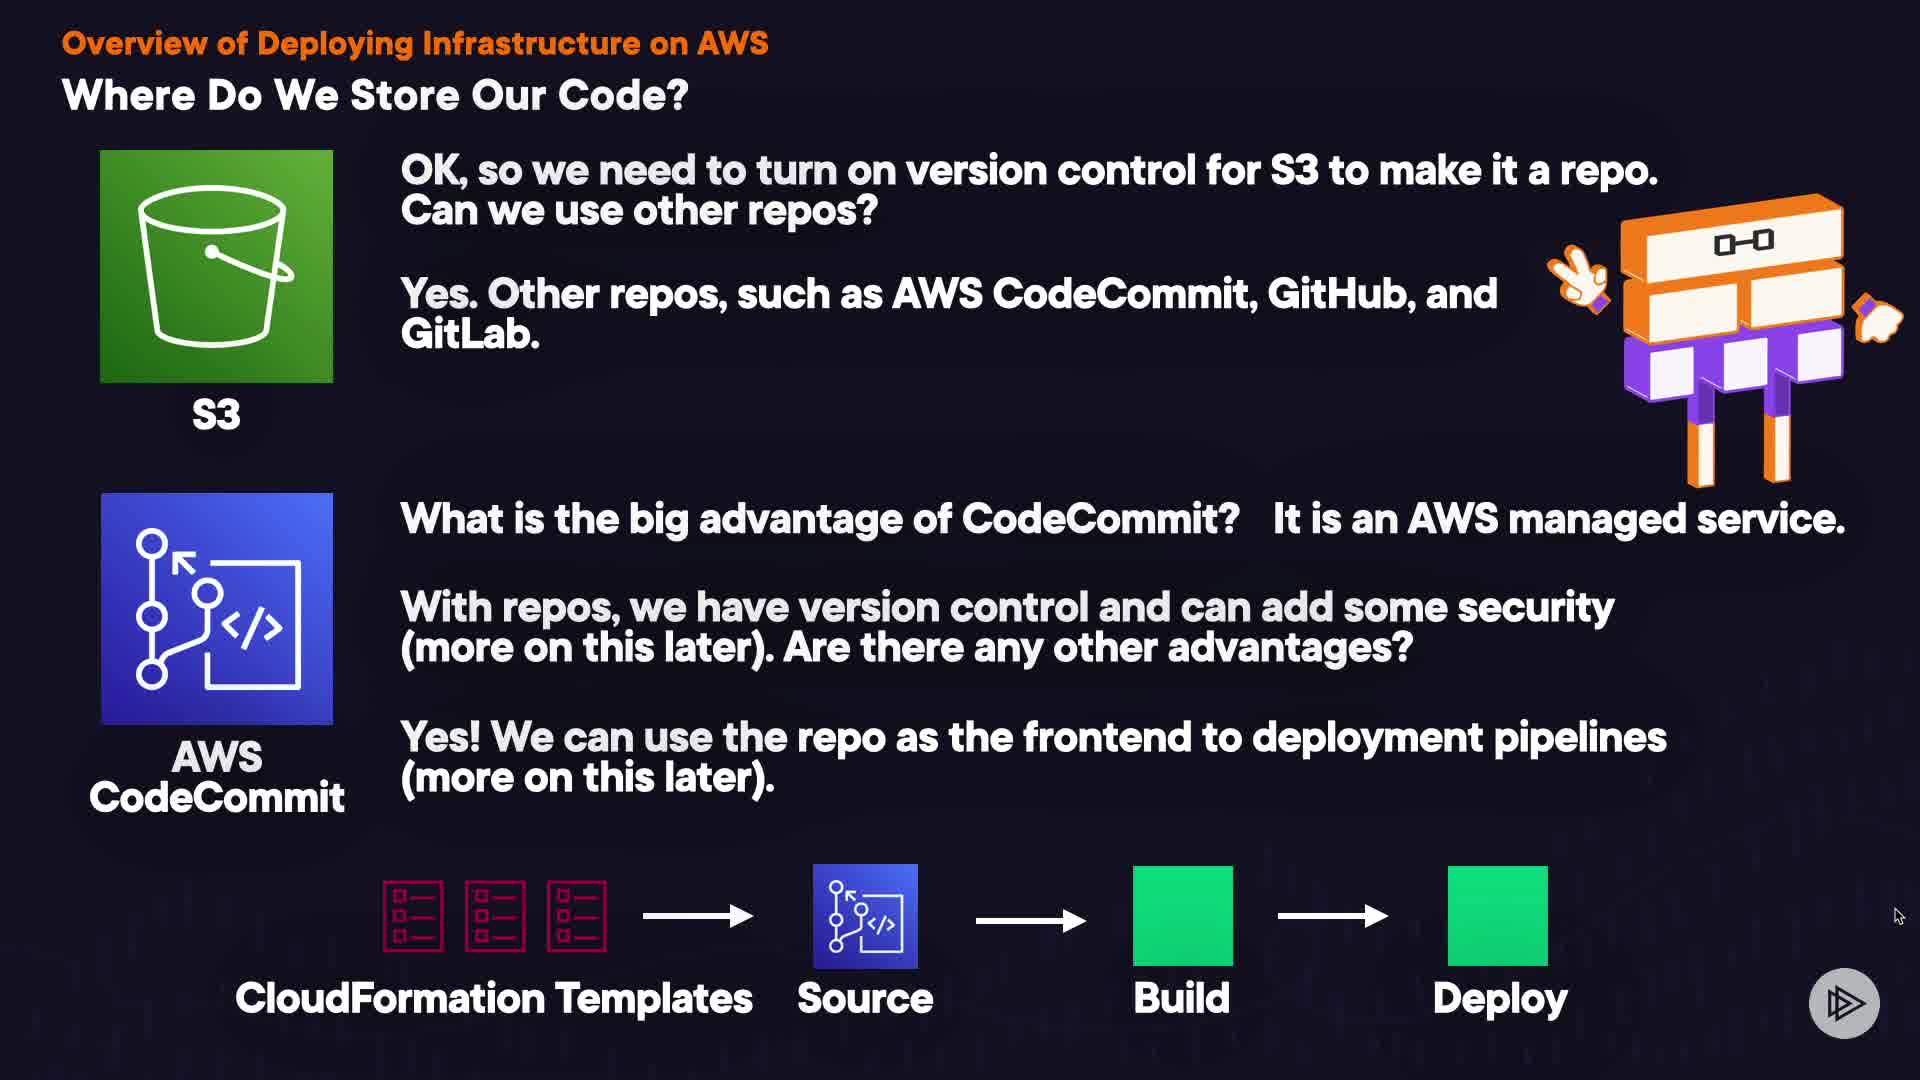 Overview of Deploying Infrastructure on AWS
Where Do We Store Our Code?
OK, so we need to turn on version control for S3 to make it a repo.
Can we use other repos?
Yes. Other repos, such as AWS CodeCommit, GitHub, and
GitLab.
S3
What is the big advantage of CodeCommit? It is an AWS managed service.
With repos, we have version control and can add some security
(more on this later). Are there any other advantages?
Yes! We can use the repo as the frontend to deployment pipelines
(more on this later).
AWS
CodeCommit
CloudFormation Templates
Source
Build
Deploy